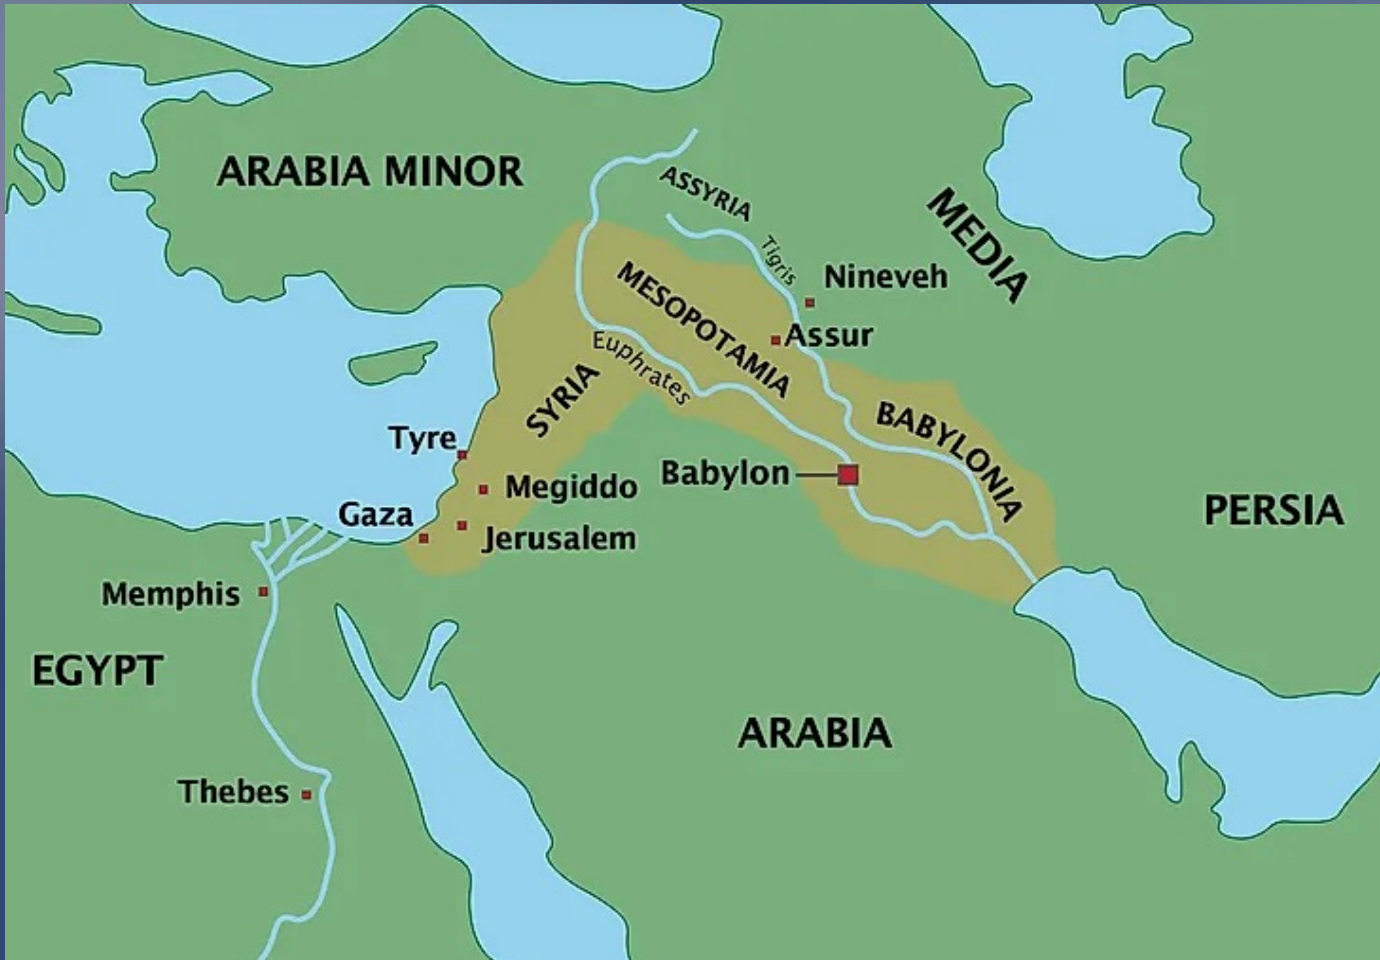 ARABIA MINOR
ASSYRIA
MEDIA
Tigris
Nineveh
MESOPOTAMIA
Assur
Euphrates
SYRIA
BABYLONIA
Tyre
Babylon
Megiddo
PERSIA
Gaza
Jerusalem
Memphis
EGYPT
ARABIA
Thebes